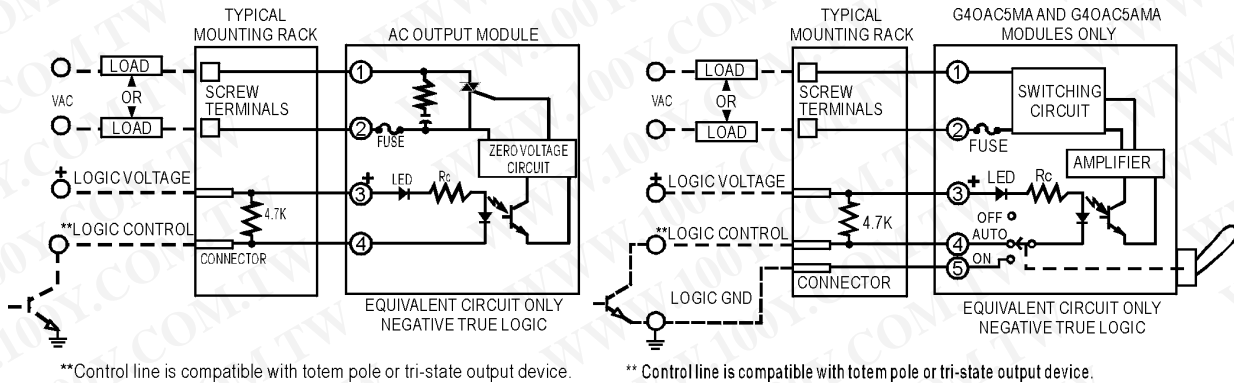 TYPICAL
MOUNTING RACK
AC OUTPUT MODULE
LOAD
VAC
OR
LOAD
SCREW
TERMINALS
1
2
FUSE
ZERO VOLTAGE
CIRCUIT
+
LOGIC VOLTAGE
4.7K
3
+
LED
Rc
**LOGIC CONTROL
CONNECTOR
4
EQUIVALENT CIRCUIT ONLY
NEGATIVE TRUE LOGIC
**Control line is compatible with totem pole or tri-state output device.
TYPICAL
MOUNTING RACK
G4OAC5MA AND G4OAC5AMA
MODULES ONLY
LOAD
VAC
OR
LOAD
SCREW
TERMINALS
1
2
FUSE
SWITCHING
CIRCUIT
AMPLIFIER
+
LOGIC VOLTAGE
4.7K
3
+
LED
Rc
OFF
**LOGIC CONTROL
4
AUTO
5
ON
CONNECTOR
LOGIC GND
EQUIVALENT CIRCUIT ONLY
NEGATIVE TRUE LOGIC
** Control line is compatible with totem pole or tri-state output device.
WWW.100Y.COM.TW